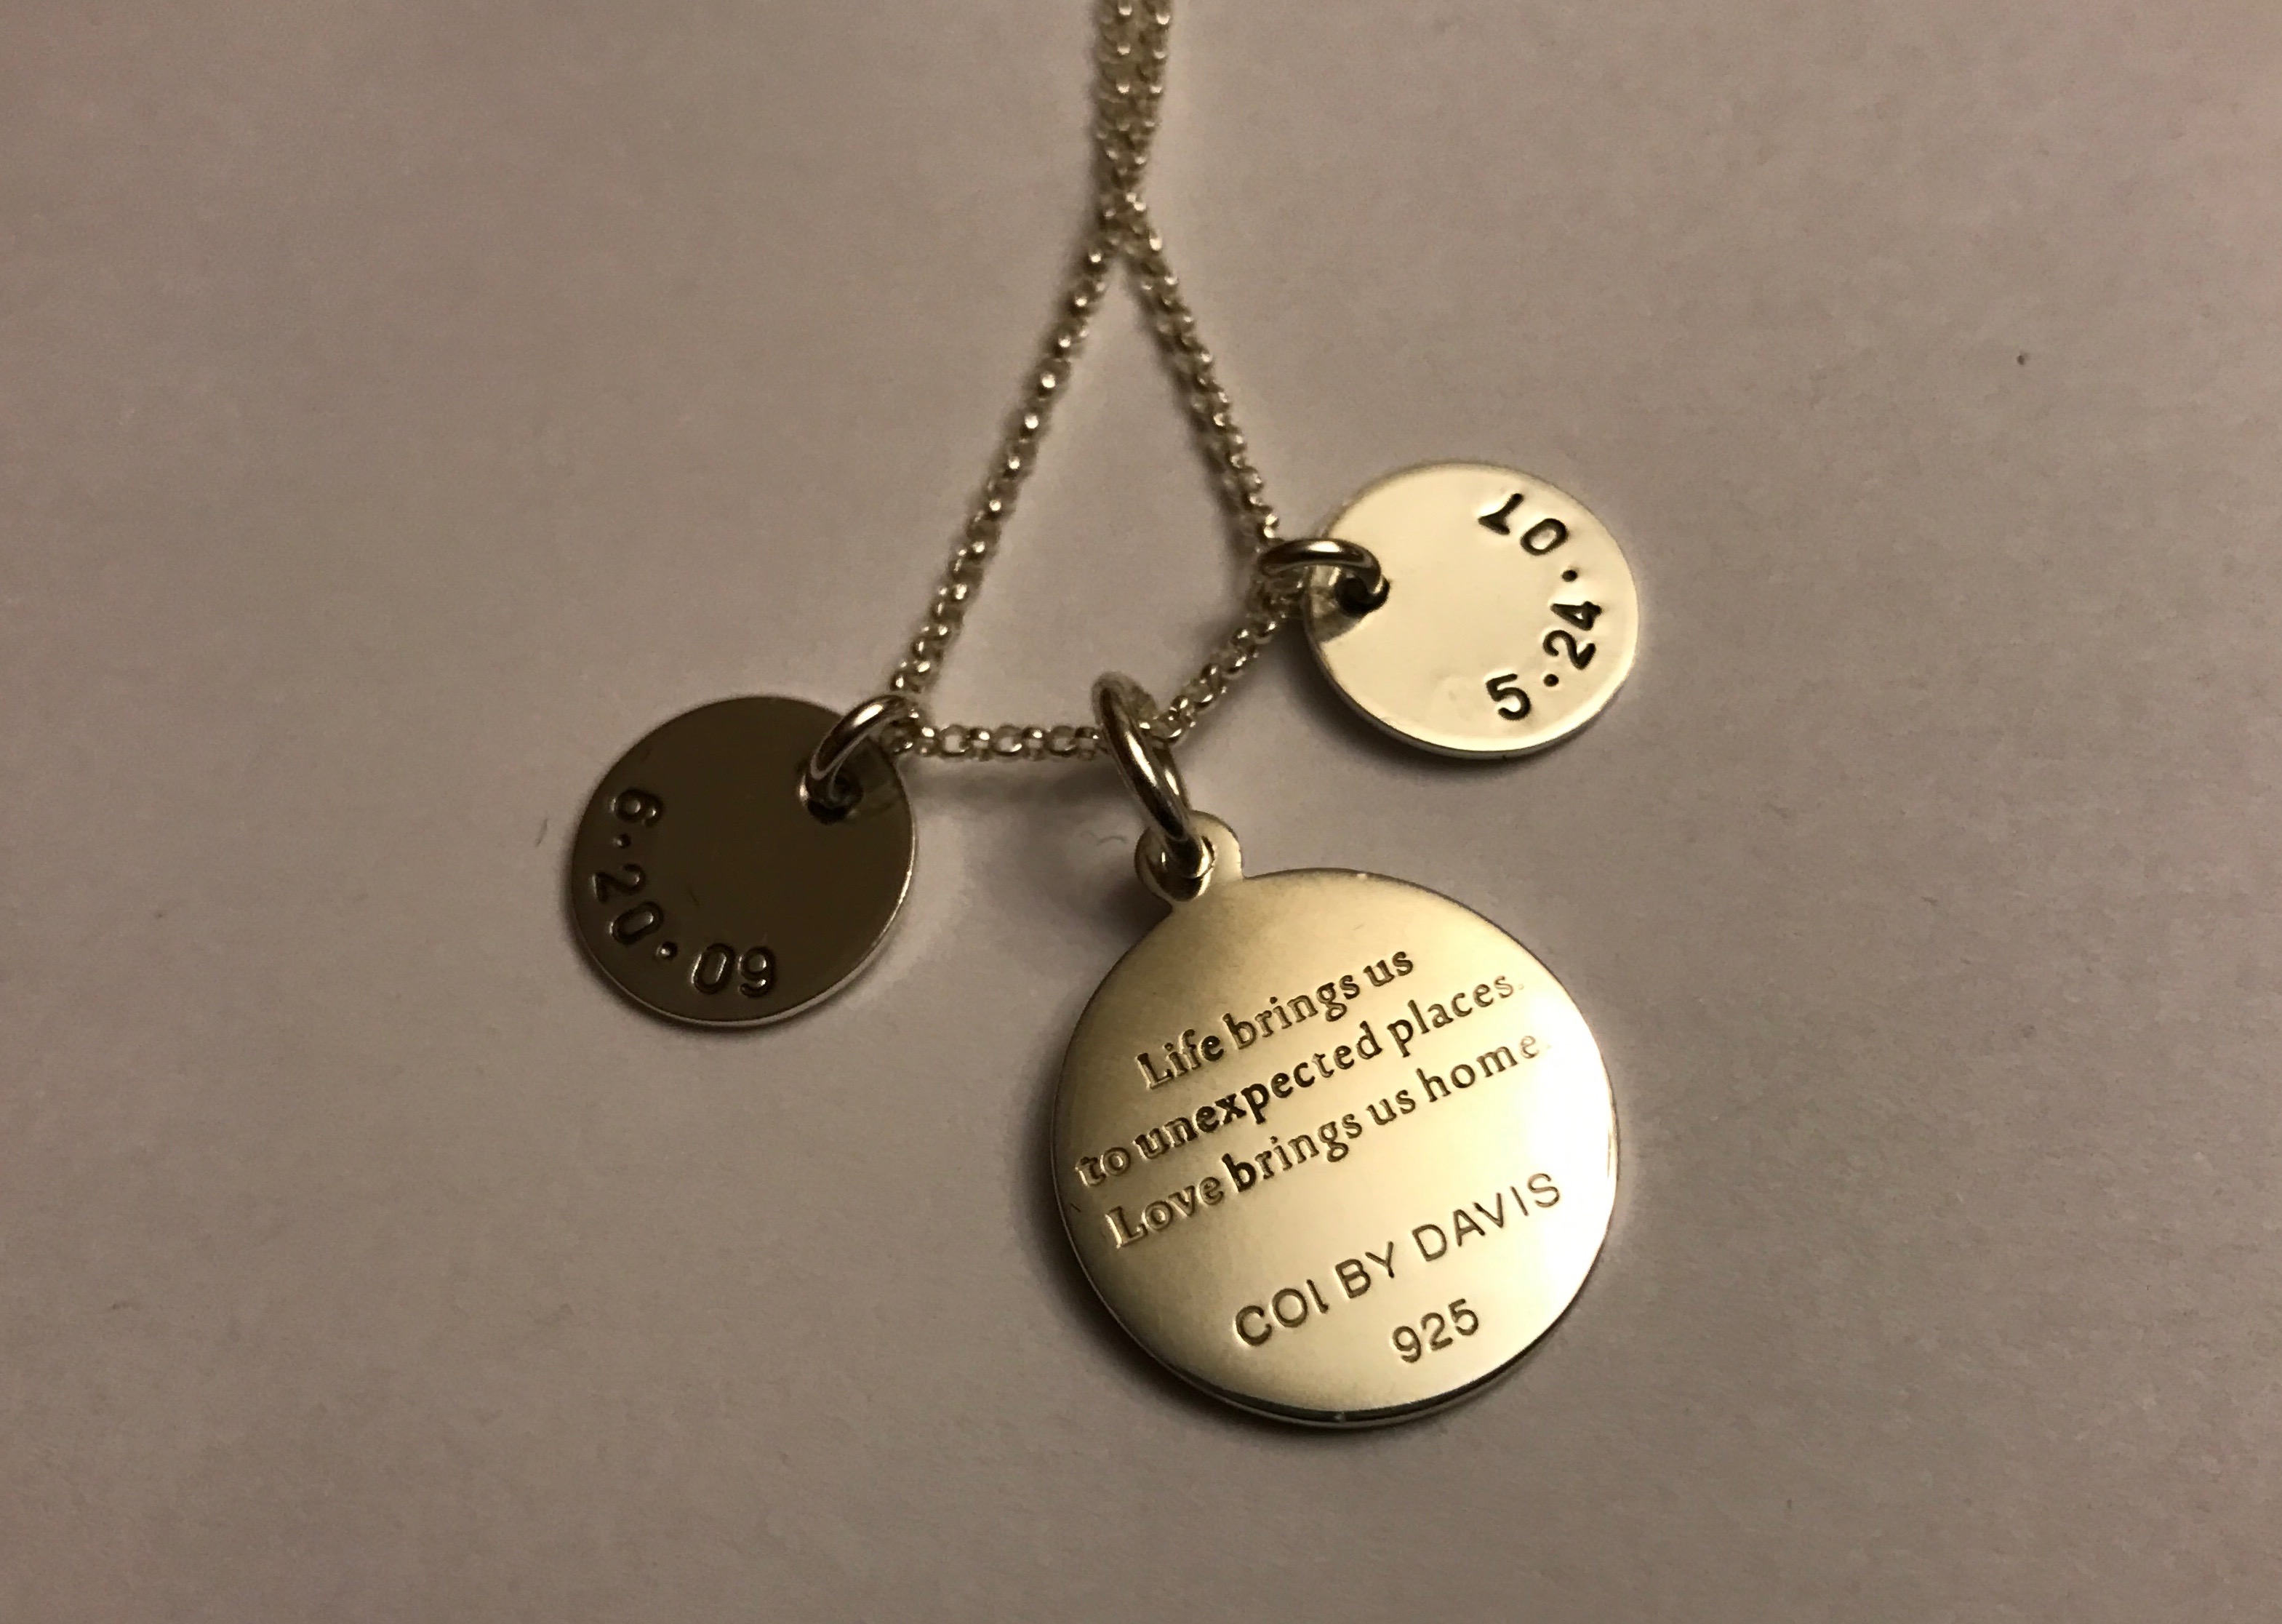 6.20.09
5.24.07
Life brings us
to unexpected places.
Love brings us home.
COI BY DAVIS
925